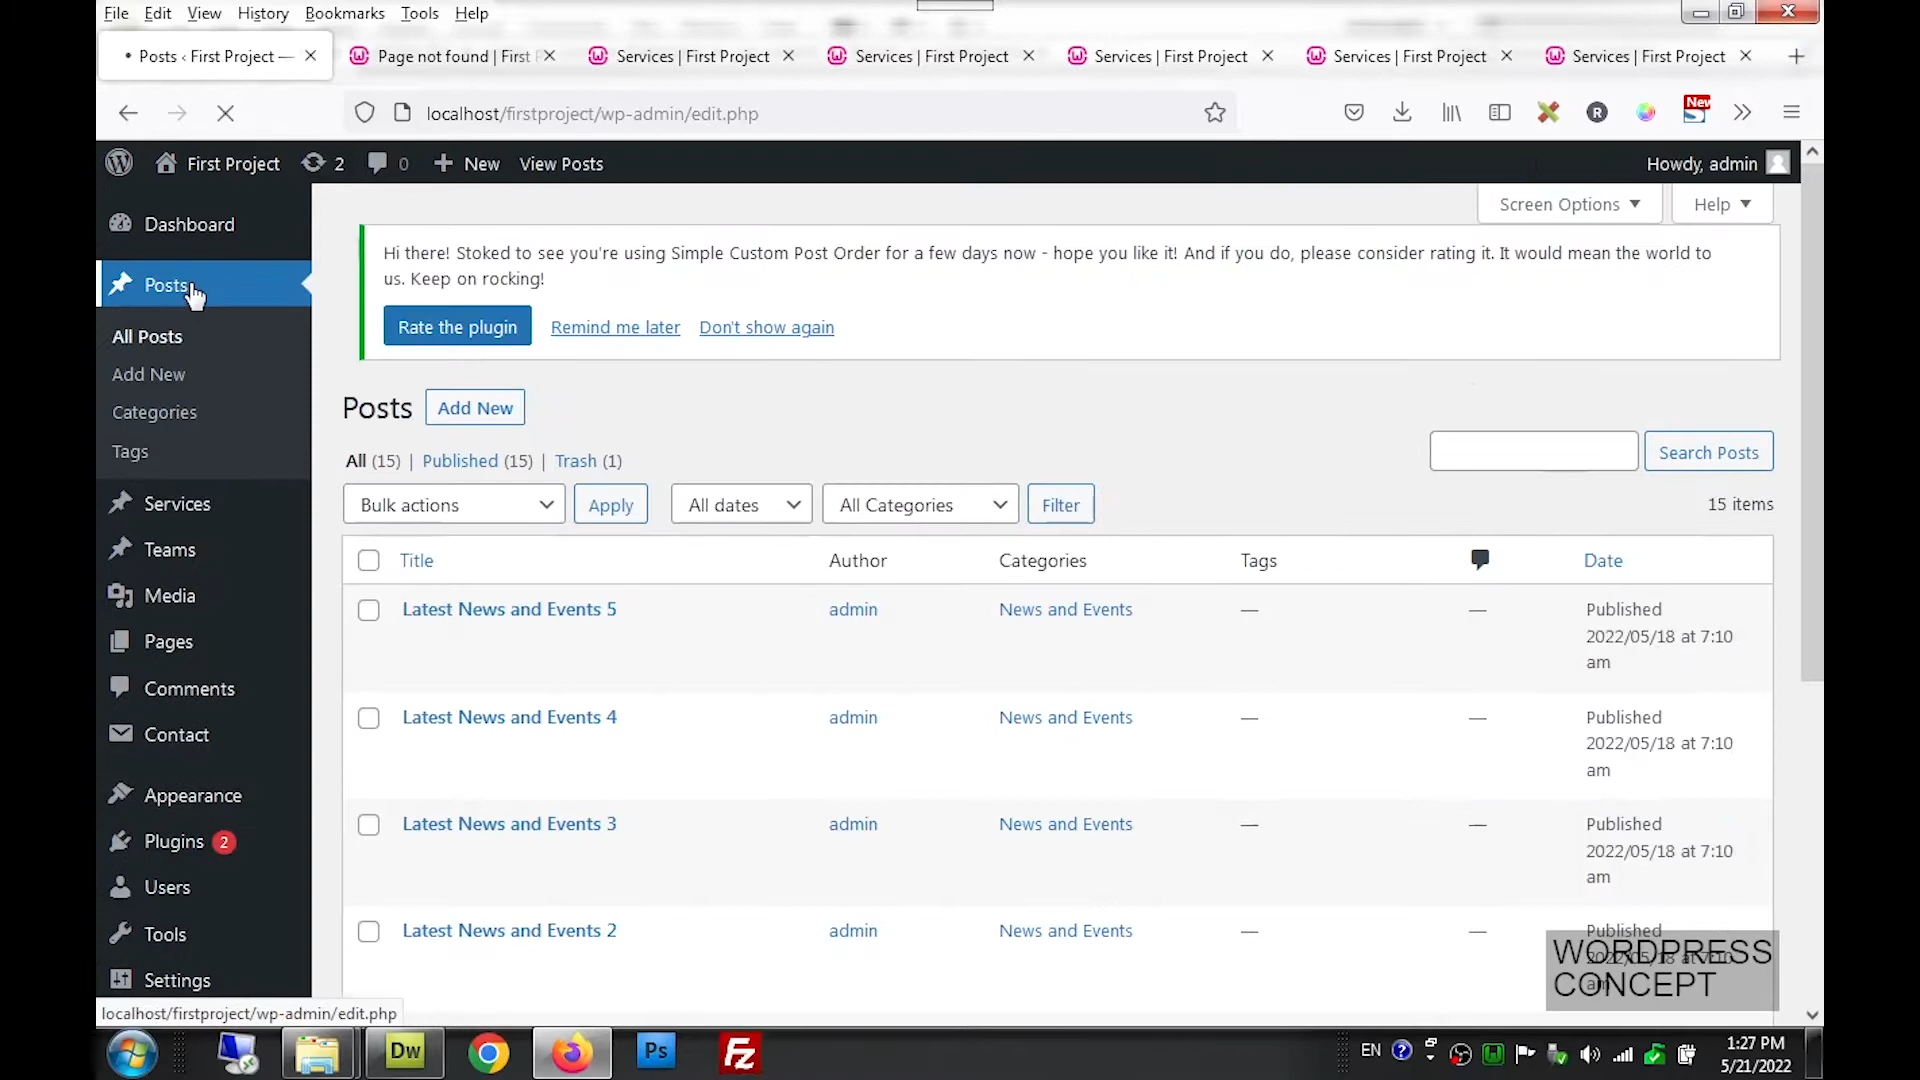 File Edit View History Bookmarks Tools Help
Posts ‹ First Project —
Page not found | First
Services | First Project
Services | First Project
Services | First Project
Services | First Project
Services | First Project
localhost/firstproject/wp-admin/edit.php
New
First Project 2 0 New View Posts
Howdy, admin
Screen Options Help
Dashboard
Posts
All Posts
Add New
Categories
Tags
Services
Teams
Media
Pages
Comments
Contact
Appearance
Plugins 2
Users
Tools
Settings
Hi there! Stoked to see you're using Simple Custom Post Order for a few days now - hope you like it! And if you do, please consider rating it. It would mean the world to
us. Keep on rocking!
Rate the plugin Remind me later Don't show again
Posts Add New
All (15) | Published (15) | Trash (1)
Search Posts
Bulk actions Apply All dates All Categories Filter
15 items
Title Author Categories Tags Date
Latest News and Events 5 admin News and Events — — Published
2022/05/18 at 7:10
am
Latest News and Events 4 admin News and Events — — Published
2022/05/18 at 7:10
am
Latest News and Events 3 admin News and Events — — Published
2022/05/18 at 7:10
am
Latest News and Events 2 admin News and Events — — Published
2022/05/18 at 7:10
am
WORDPRESS
CONCEPT
localhost/firstproject/wp-admin/edit.php
Dw
Ps
Fz
EN
1:27 PM
5/21/2022